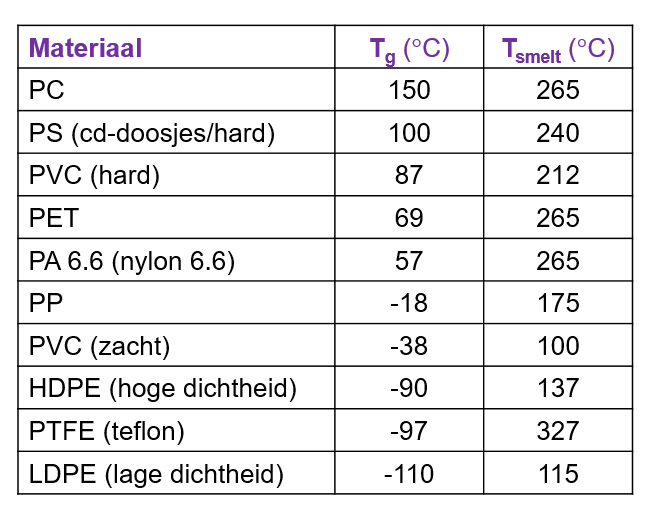 Materiaal Tg (°C) Tsmelt (°C)
PC 150 265
PS (cd-doosjes/hard) 100 240
PVC (hard) 87 212
PET 69 265
PA 6.6 (nylon 6.6) 57 265
PP -18 175
PVC (zacht) -38 100
HDPE (hoge dichtheid) -90 137
PTFE (teflon) -97 327
LDPE (lage dichtheid) -110 115